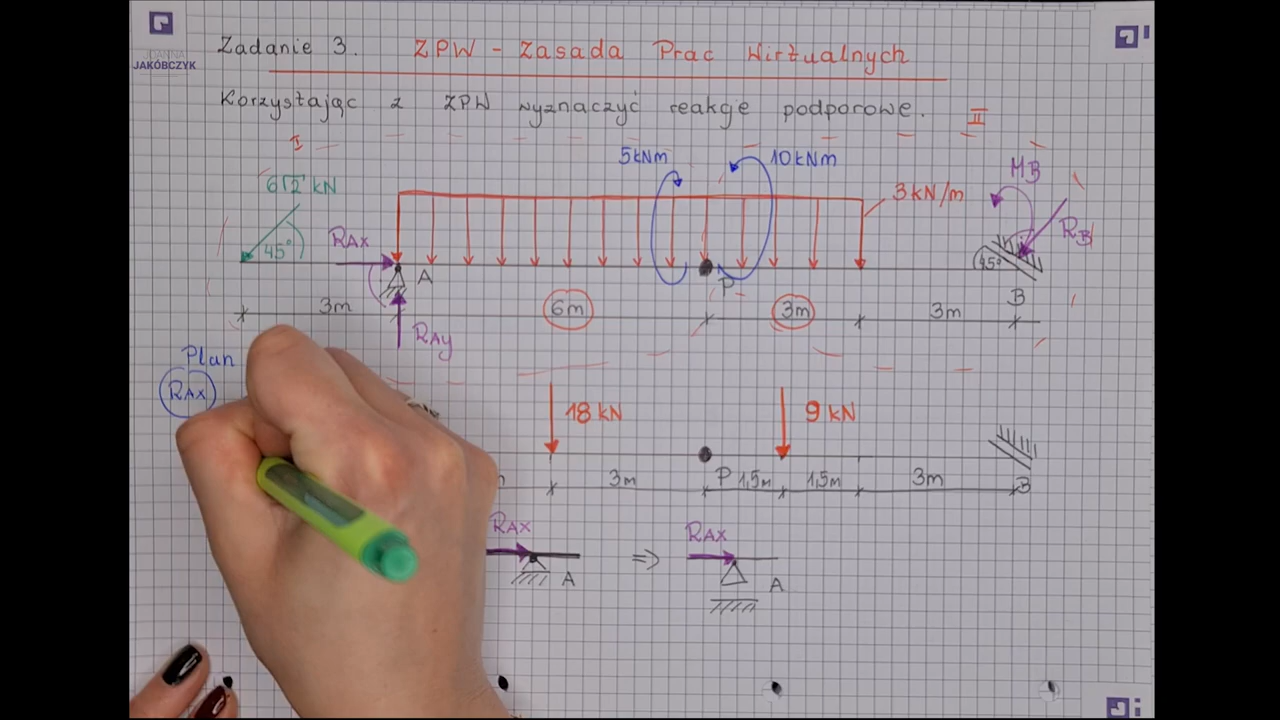 JOANNA
JAKÓBCZYK
Zadanie 3. ZPW - Zasada Prac Wirtualnych
Korzystając z ZPW wyznaczyć reakcje podporowe.
I
II
5kNm
10kNm
MB
6√2 kN
3kN/m
45°
RAX
A
P
RB
45°
B
3m
6m
3m
3m
RAY
Plan
RAX
18 kN
9 kN
3m
P
1,5m
1,5m
3m
B
RAX
A
=>
RAX
A